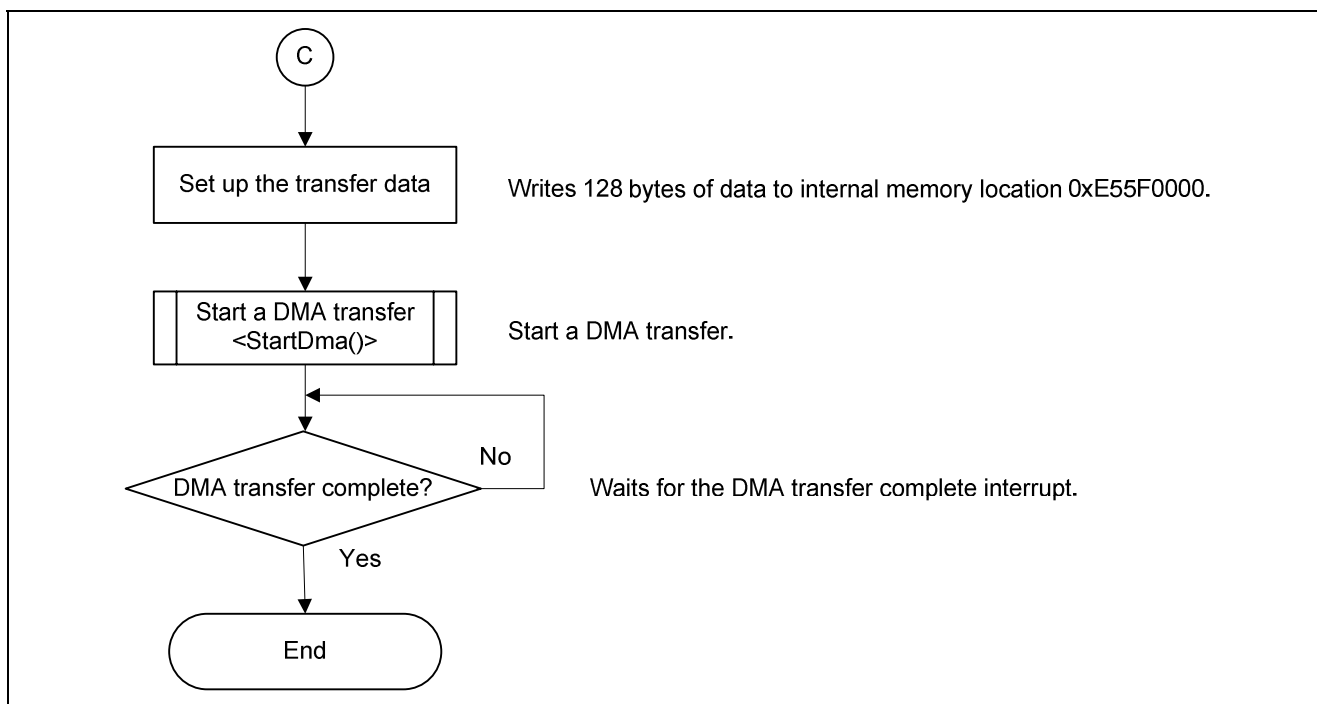 C
Set up the transfer data
Writes 128 bytes of data to internal memory location 0xE55F0000.
Start a DMA transfer
<StartDma()>
Start a DMA transfer.
No
DMA transfer complete?
Waits for the DMA transfer complete interrupt.
Yes
End